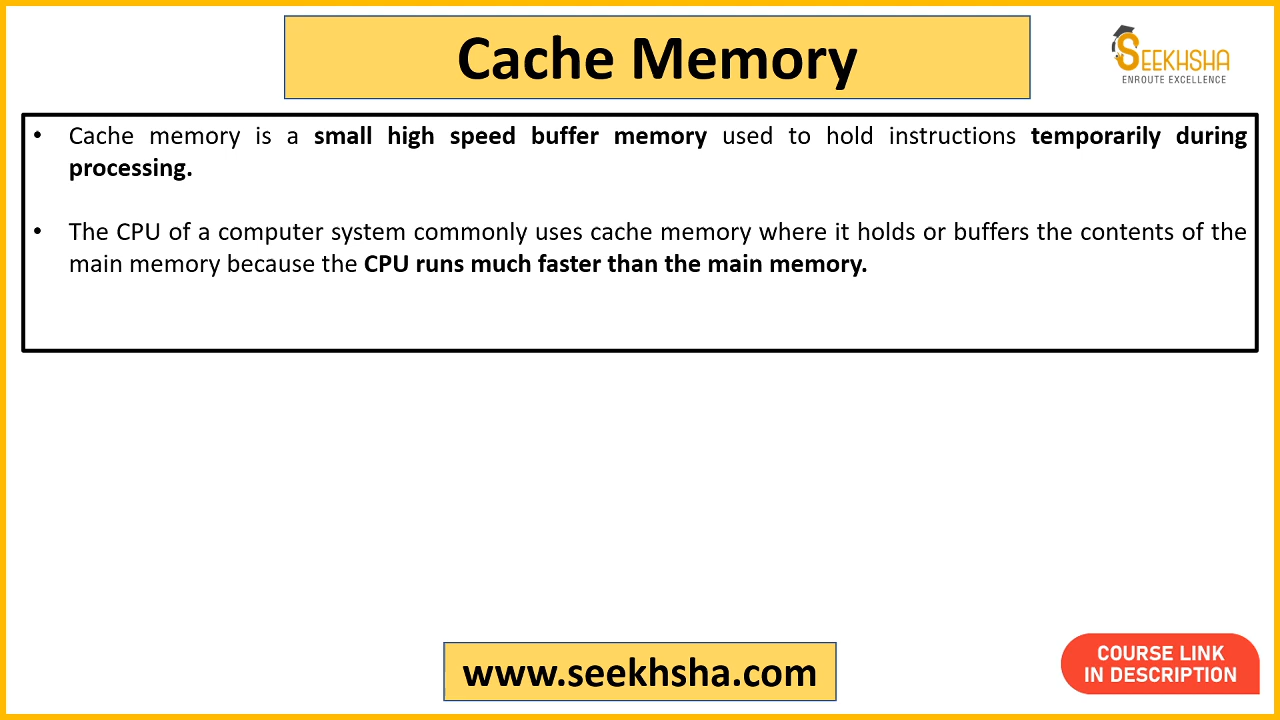 Cache Memory
SEEKHSHA
ENROUTE EXCELLENCE
• Cache memory is a small high speed buffer memory used to hold instructions temporarily during
processing.
• The CPU of a computer system commonly uses cache memory where it holds or buffers the contents of the
main memory because the CPU runs much faster than the main memory.
www.seekhsha.com
COURSE LINK
IN DESCRIPTION